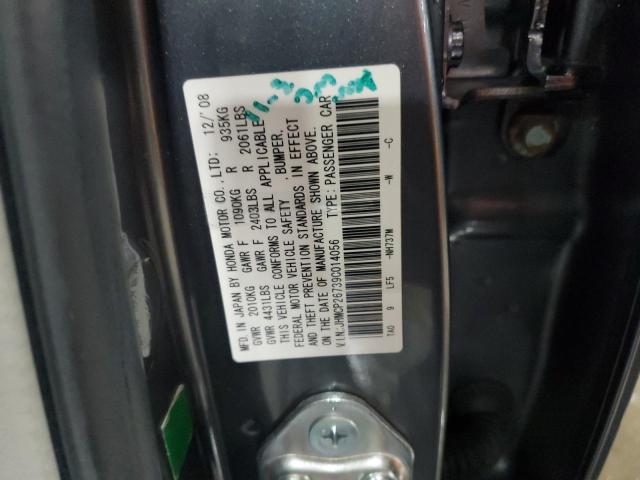 MFD. IN JAPAN BY HONDA MOTOR CO., LTD: 12/'08
GVWR 2010KG GAWR F 1090KG R 935KG
GVWR 4431LBS GAWR F 2403LBS R 2061LBS
THIS VEHICLE CONFORMS TO ALL APPLICABLE
FEDERAL MOTOR VEHICLE SAFETY , BUMPER,
AND THEFT PREVENTION STANDARDS IN EFFECT
ON THE DATE OF MANUFACTURE SHOWN ABOVE.
V I N: JHMCP26739C014056 TYPE: PASSENGER CAR
TA0 9 LF5 -NH737M -W -C